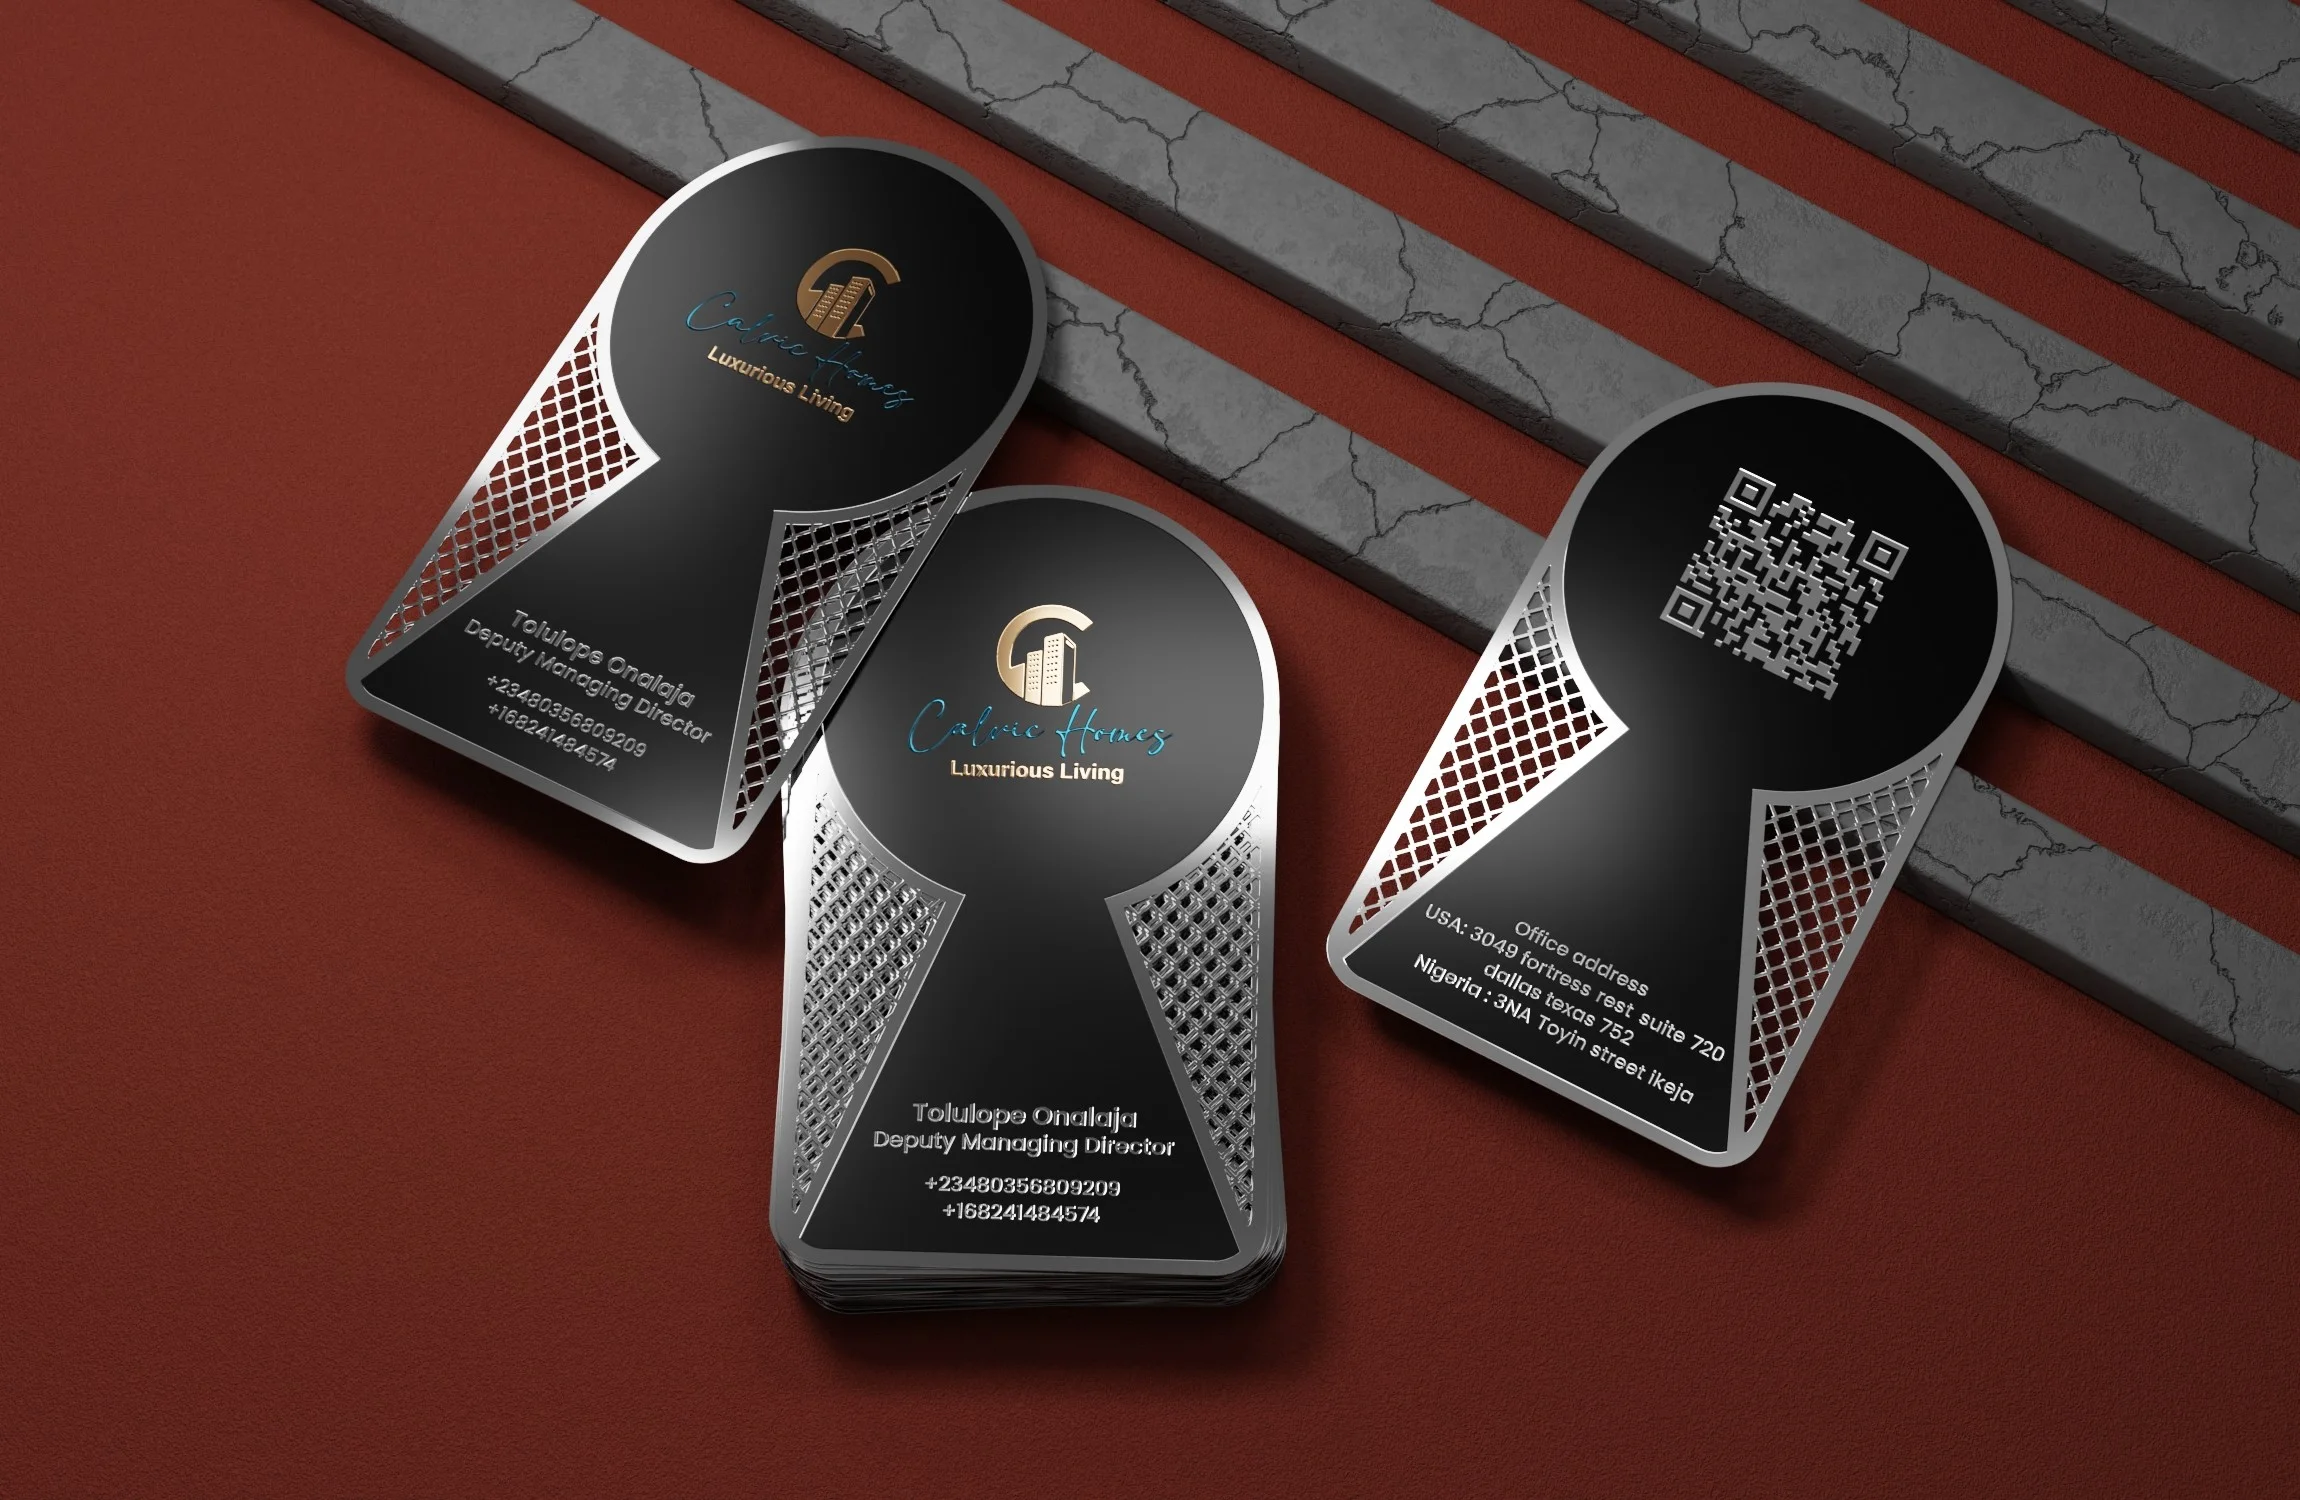 Calvic Homes
Luxurious Living
Tolulope Onalaja
Deputy Managing Director
+23480356809209
+168241484574
Calvic Homes
Luxurious Living
Tolulope Onalaja
Deputy Managing Director
+23480356809209
+168241484574
Office address
USA: 3049 fortress rest suite 720
dallas texas 752
Nigeria : 3NA Toyin street ikeja